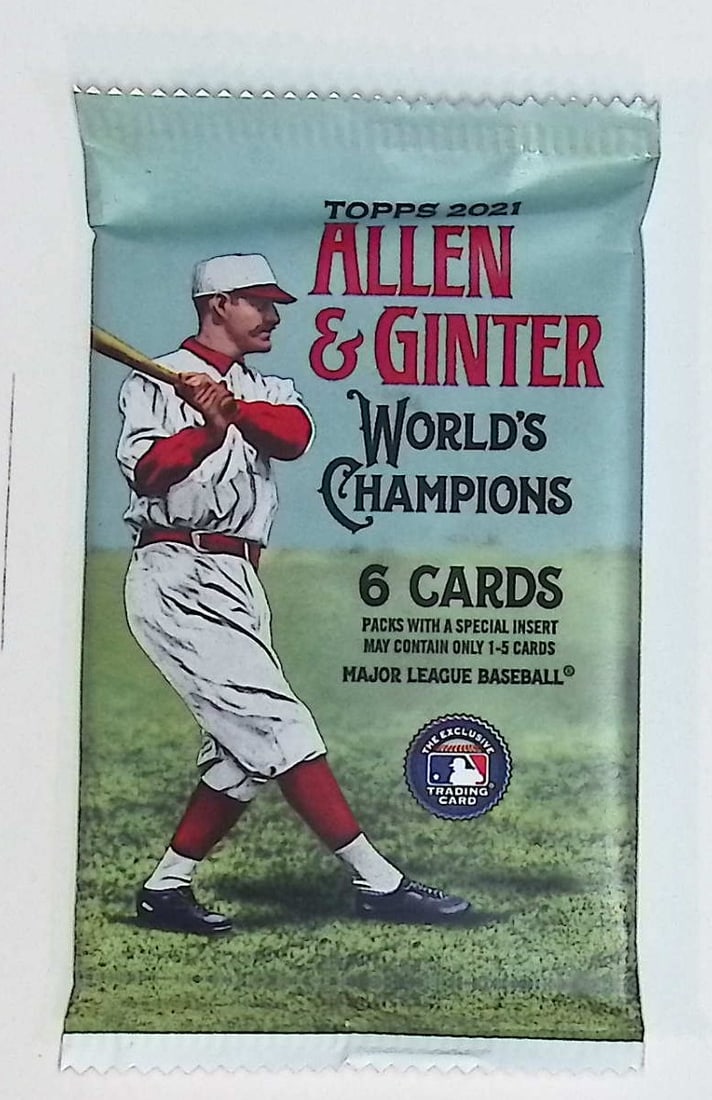 TOPPS 2021
ALLEN
& GINTER
WORLD'S
CHAMPIONS
6 CARDS
PACKS WITH A SPECIAL INSERT
MAY CONTAIN ONLY 1-5 CARDS
MAJOR LEAGUE BASEBALL®
THE EXCLUSIVE
TRADING
CARD